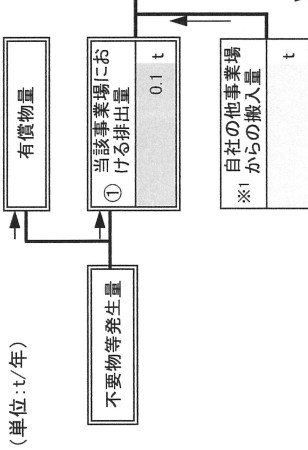 (単位:t/年)
不要物等発生量
有償物量
① 当該事業場にお
ける排出量
0.1 t
※1 自社の他事業場
からの搬入量
t